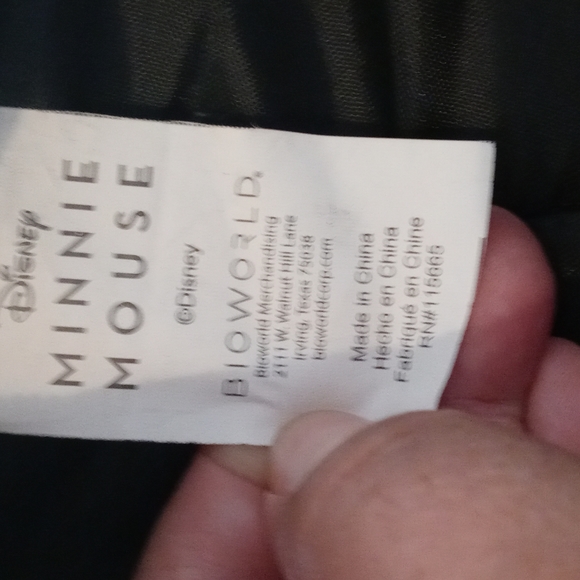 Disney
MINNIE
MOUSE
©Disney
BIOWORLD®
Bioworld Merchandising
2111 W. Walnut Hill Lane
Irving, Texas 75038
bioworldcorp.com
Made in China
Hecho en China
Fabriqué en Chine
RN#115665